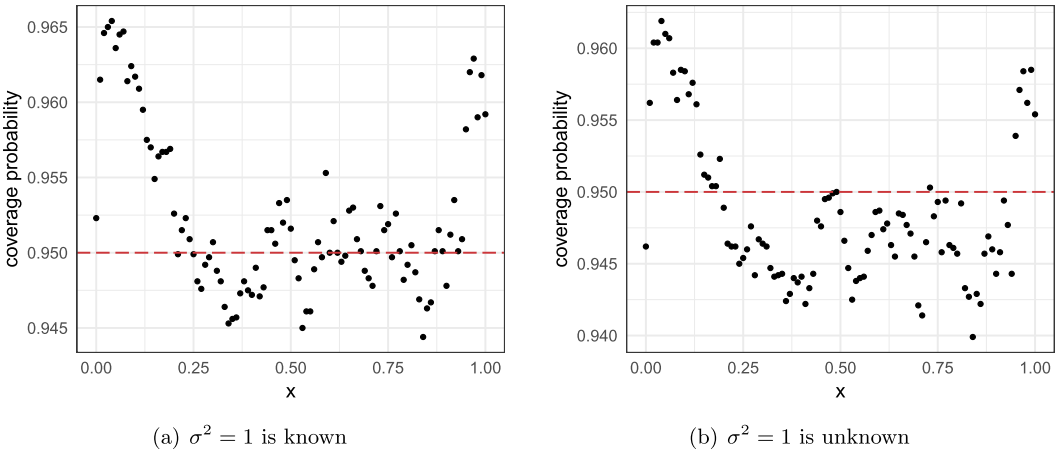 0.965
0.960
0.955
0.950
0.945
coverage probability
0.00 0.25 0.50 0.75 1.00
x
(a) σ² = 1 is known
0.960
0.955
0.950
0.945
0.940
coverage probability
0.00 0.25 0.50 0.75 1.00
x
(b) σ² = 1 is unknown